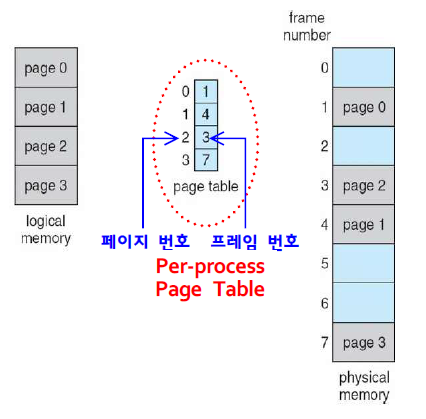 page 0
page 1
page 2
page 3
logical
memory
0 1
1 4
2 3
3 7
page table
페이지 번호 프레임 번호
Per-process
Page Table
frame
number
0
1 page 0
2
3 page 2
4 page 1
5
6
7 page 3
physical
memory